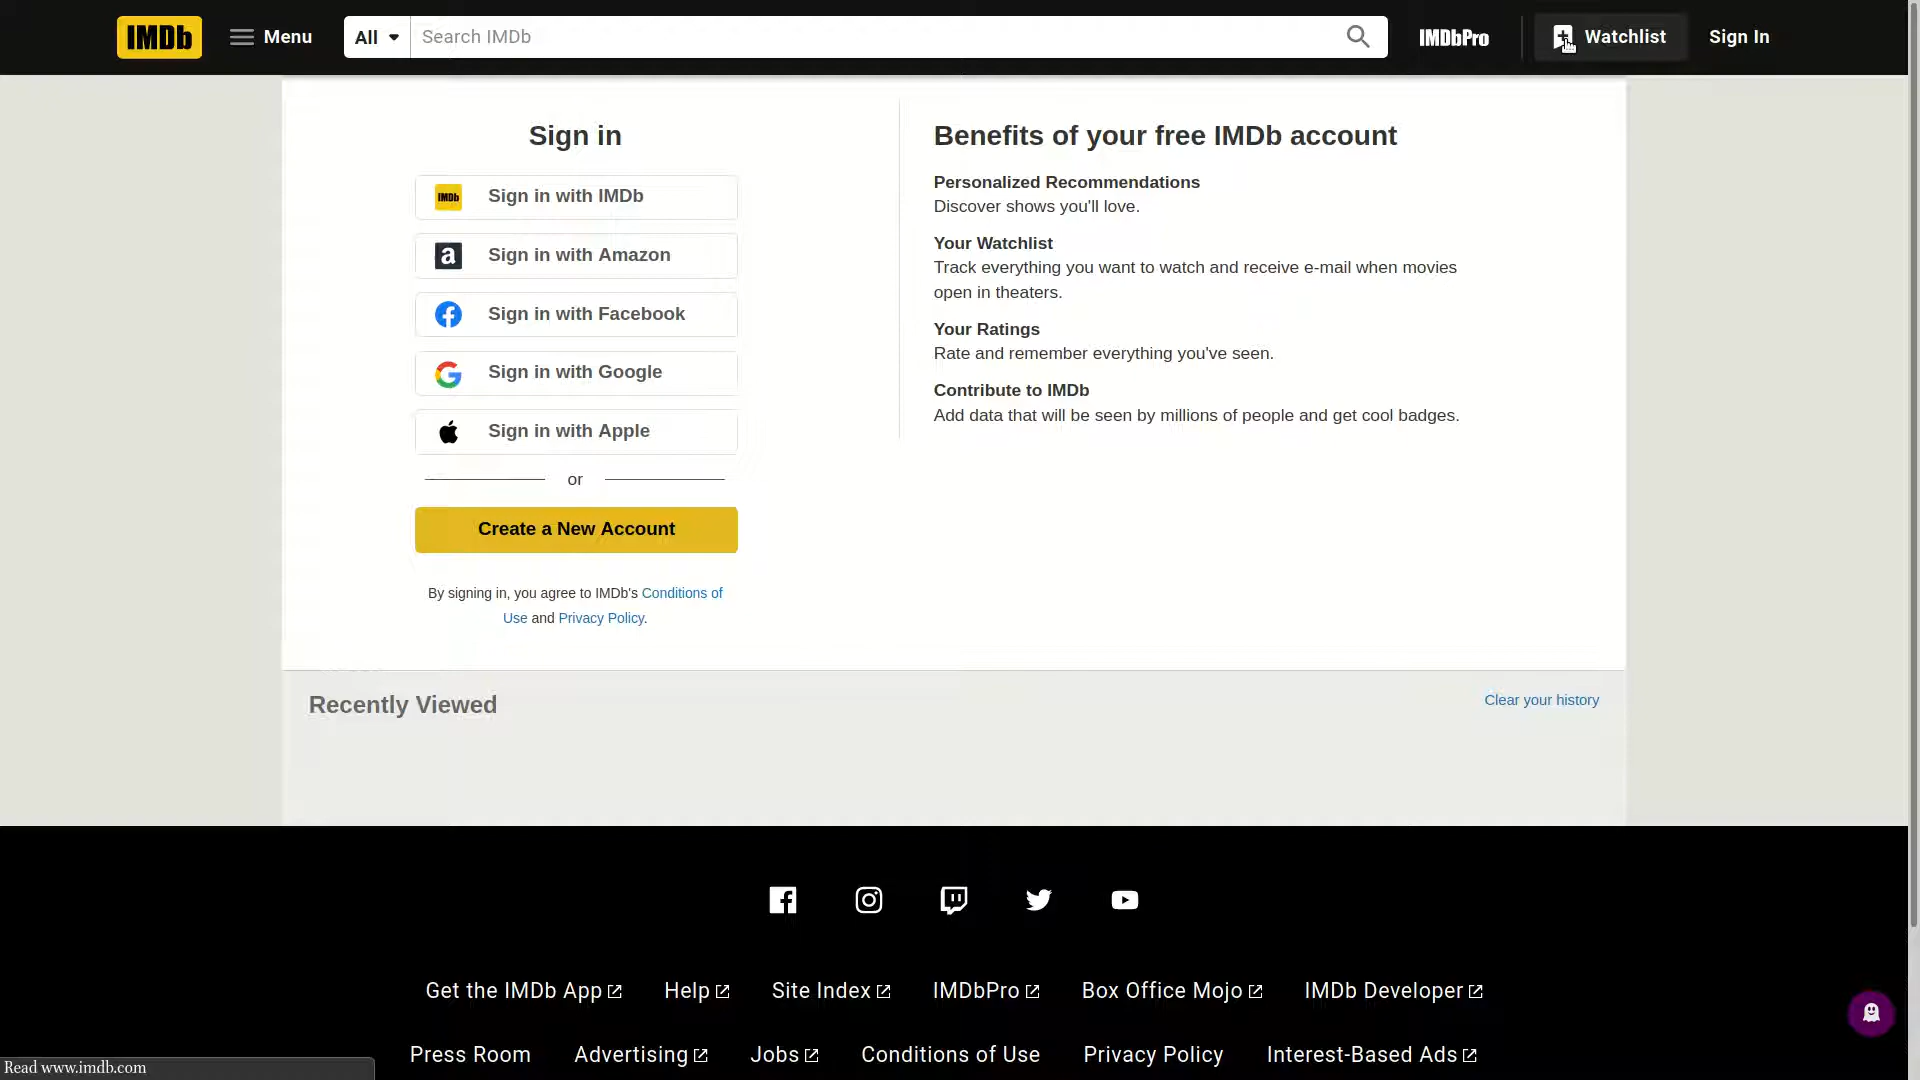 IMDb Menu All Search IMDb IMDbPro Watchlist Sign In
Sign in
IMDb Sign in with IMDb
a Sign in with Amazon
Sign in with Facebook
G Sign in with Google
Sign in with Apple
or
Create a New Account
By signing in, you agree to IMDb's Conditions of
Use and Privacy Policy.
Benefits of your free IMDb account
Personalized Recommendations
Discover shows you'll love.
Your Watchlist
Track everything you want to watch and receive e-mail when movies
open in theaters.
Your Ratings
Rate and remember everything you've seen.
Contribute to IMDb
Add data that will be seen by millions of people and get cool badges.
Recently Viewed
Clear your history
Get the IMDb App Help Site Index IMDbPro Box Office Mojo IMDb Developer
Press Room Advertising Jobs Conditions of Use Privacy Policy Interest-Based Ads
Read www.imdb.com